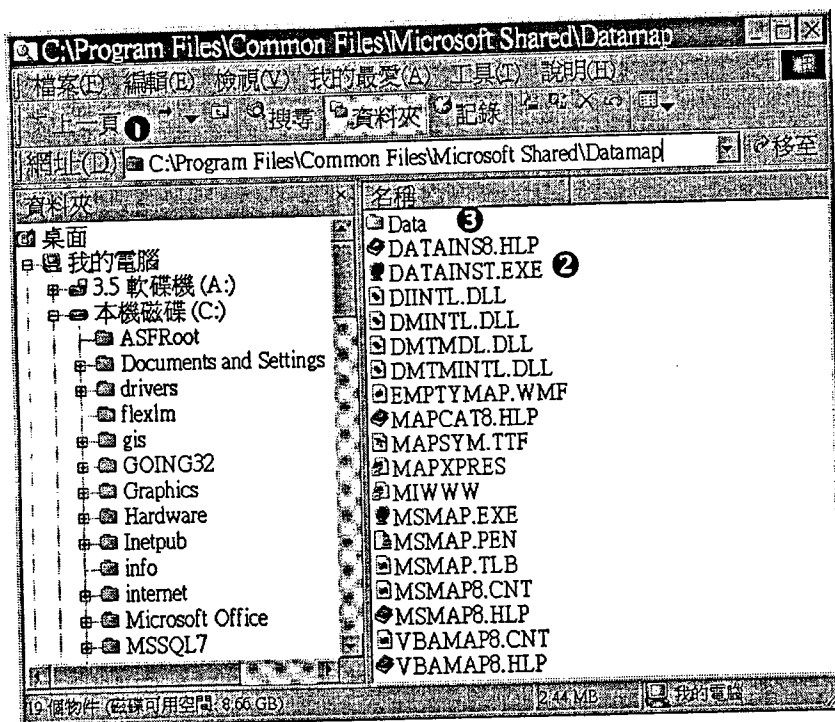 C:\Program Files\Common Files\Microsoft Shared\Datamap
檔案(F) 編輯(E) 檢視(V) 我的最愛(A) 工具(T) 說明(H)
上一頁 ❶ 搜尋 資料夾 記錄
網址(D) C:\Program Files\Common Files\Microsoft Shared\Datamap 移至
資料夾
桌面
我的電腦
3.5 軟碟機 (A:)
本機磁碟 (C:)
ASFRoot
Documents and Settings
drivers
flexlm
gis
GOING32
Graphics
Hardware
Inetpub
info
internet
Microsoft Office
MSSQL7
名稱
Data ❸
DATAINS8.HLP
DATAINST.EXE ❷
DIINTL.DLL
DMINTL.DLL
DMTMDL.DLL
DMTMINTL.DLL
EMPTYMAP.WMF
MAPCAT8.HLP
MAPSYM.TTF
MAPXPRES
MIWWW
MSMAP.EXE
MSMAP.PEN
MSMAP.TLB
MSMAP8.CNT
MSMAP8.HLP
VBAMAP8.CNT
VBAMAP8.HLP
19 個物件 (磁碟可用空間: 8.66 GB) 2.44 MB 我的電腦